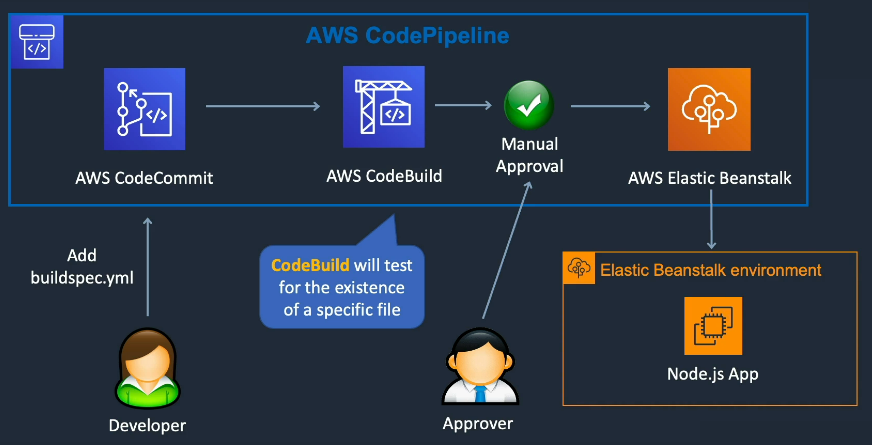 AWS CodePipeline
AWS CodeCommit
AWS CodeBuild
Manual
Approval
AWS Elastic Beanstalk
Add
buildspec.yml
CodeBuild will test
for the existence
of a specific file
Elastic Beanstalk environment
Node.js App
Developer
Approver